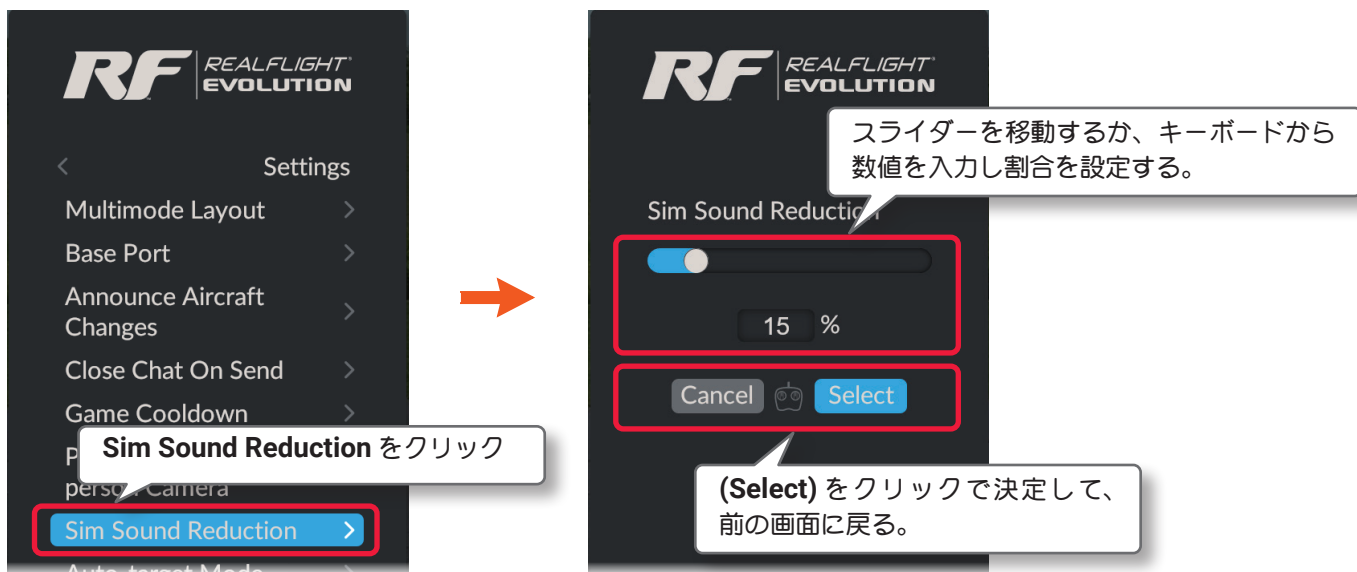 RF REALFLIGHT
EVOLUTION
< Settings
Multimode Layout >
Base Port >
Announce Aircraft
Changes >
Close Chat On Send >
Game Cooldown >
Sim Sound Reduction をクリック
person Camera
Sim Sound Reduction >
Auto-target Mode
RF REALFLIGHT
EVOLUTION
スライダーを移動するか、キーボードから
数値を入力し割合を設定する。
Sim Sound Reduction
15 %
Cancel Select
(Select) をクリックで決定して、
前の画面に戻る。